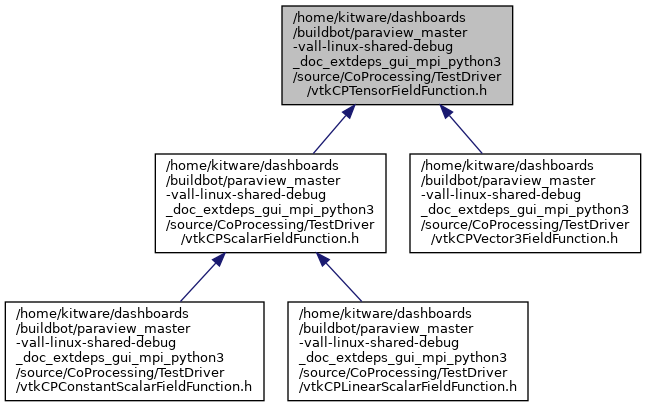 /home/kitware/dashboards
/buildbot/paraview_master
-vall-linux-shared-debug
_doc_extdeps_gui_mpi_python3
/source/CoProcessing/TestDriver
/vtkCPTensorFieldFunction.h
/home/kitware/dashboards
/buildbot/paraview_master
-vall-linux-shared-debug
_doc_extdeps_gui_mpi_python3
/source/CoProcessing/TestDriver
/vtkCPScalarFieldFunction.h
/home/kitware/dashboards
/buildbot/paraview_master
-vall-linux-shared-debug
_doc_extdeps_gui_mpi_python3
/source/CoProcessing/TestDriver
/vtkCPVector3FieldFunction.h
/home/kitware/dashboards
/buildbot/paraview_master
-vall-linux-shared-debug
_doc_extdeps_gui_mpi_python3
/source/CoProcessing/TestDriver
/vtkCPConstantScalarFieldFunction.h
/home/kitware/dashboards
/buildbot/paraview_master
-vall-linux-shared-debug
_doc_extdeps_gui_mpi_python3
/source/CoProcessing/TestDriver
/vtkCPLinearScalarFieldFunction.h